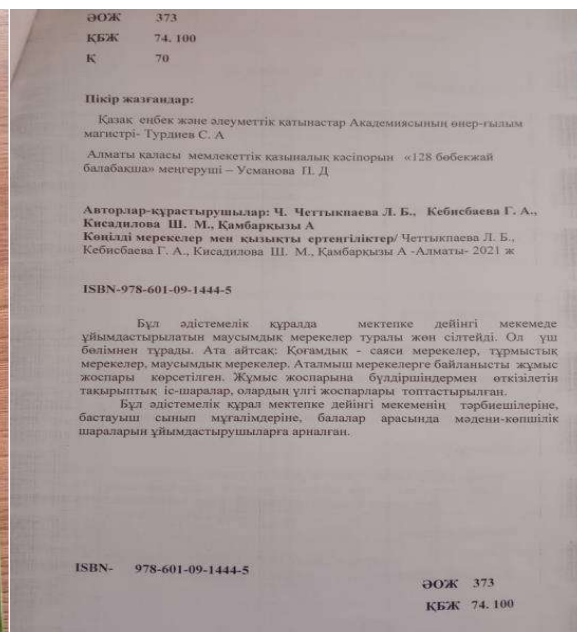 ӘОЖ 373
ҚБЖ 74. 100
Қ 70
Пікір жазғандар:
Қазақ еңбек және әлеуметтік қатынастар Академиясының өнер-ғылым
магистрі- Турдиев С. А
Алматы қаласы мемлекеттік қазыналық кәсіпорын «128 бөбекжай
балабақша» меңгеруші – Усманова П. Д
Авторлар-құрастырушылар: Ч. Четтыкпаева Л. Б., Кебисбаева Г. А.,
Кисадилова Ш. М., Қамбарқызы А
Көңілді мерекелер мен қызықты ертеңгіліктер/ Четтыкпаева Л. Б.,
Кебисбаева Г. А., Кисадилова Ш. М., Қамбарқызы А -Алматы- 2021 ж
ISBN-978-601-09-1444-5
Бұл әдістемелік құралда мектепке дейінгі мекемеде
ұйымдастырылатын маусымдық мерекелер туралы жөн сілтейді. Ол үш
бөлімнен тұрады. Ата айтсақ: Қоғамдық - саяси мерекелер, тұрмыстық
мерекелер, маусымдық мерекелер. Аталмыш мерекелерге байланысты жұмыс
жоспары көрсетілген. Жұмыс жоспарына бүлдіршіндермен өткізілетін
тақырыптық іс-шаралар, олардың үлгі жоспарлары топтастырылған.
Бұл әдістемелік құрал мектепке дейінгі мекеменің тәрбиешілеріне,
бастауыш сынып мұғалімдеріне, балалар арасында мәдени-көпшілік
шараларын ұйымдастырушыларға арналған.
ISBN- 978-601-09-1444-5
ӘОЖ 373
ҚБЖ 74. 100